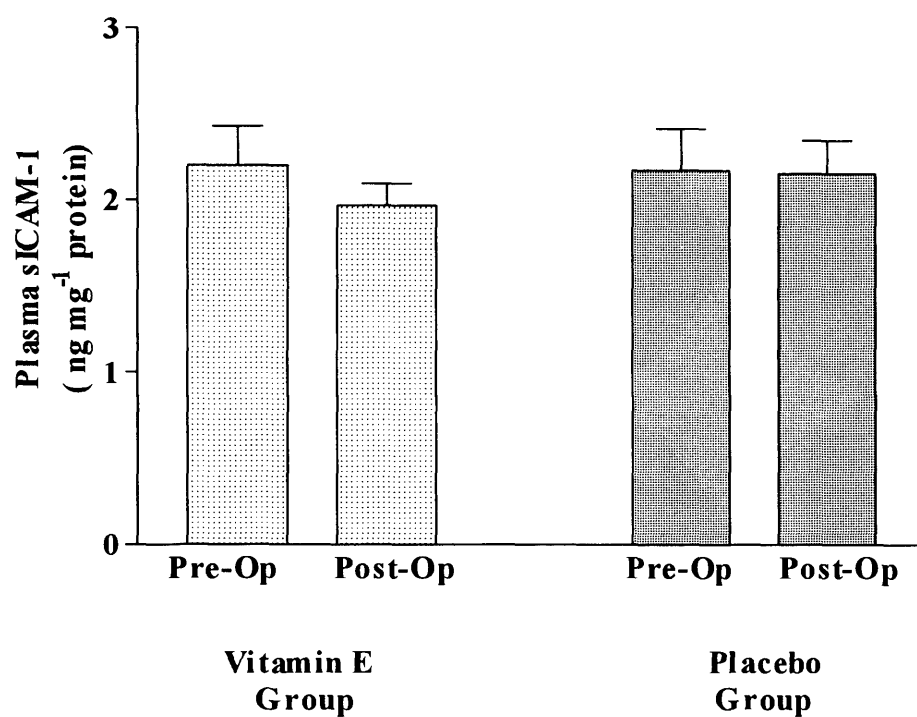 3
2
1
0
Plasma sICAM-1
( ng mg⁻¹ protein)
Pre-Op Post-Op Pre-Op Post-Op
Vitamin E
Group
Placebo
Group